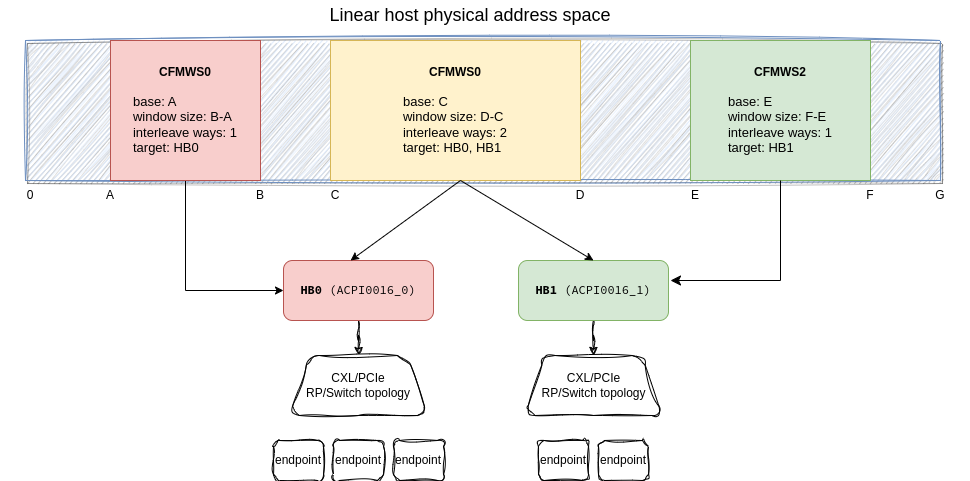 Linear host physical address space
CFMWS0
base: A
window size: B-A
interleave ways: 1
target: HB0
CFMWS0
base: C
window size: D-C
interleave ways: 2
target: HB0, HB1
CFMWS2
base: E
window size: F-E
interleave ways: 1
target: HB1
0 A B C D E F G
HB0 (ACPI0016_0)
HB1 (ACPI0016_1)
CXL/PCIe
RP/Switch topology
CXL/PCIe
RP/Switch topology
endpoint endpoint endpoint endpoint endpoint